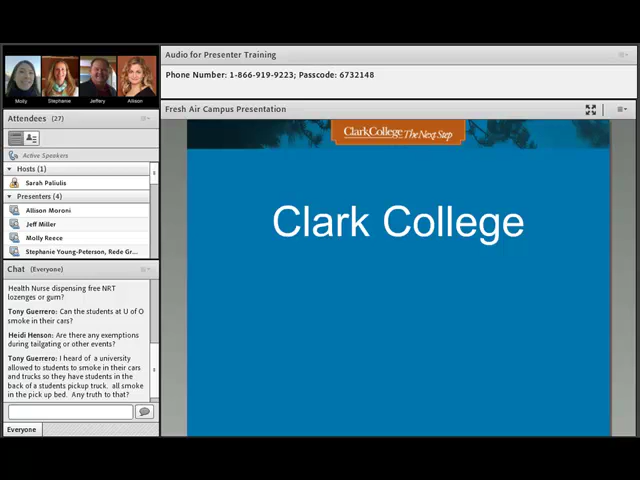 Molly Stephanie Jeffery Allison
Attendees (27)
Active Speakers
Hosts (1)
Sarah Paliulis
Presenters (4)
Allison Moroni
Jeff Miller
Molly Reece
Stephanie Young-Peterson, Rede Gr...
Chat (Everyone)
Health Nurse dispensing free NRT
lozenges or gum?
Tony Guerrero: Can the students at U of O
smoke in their cars?
Heidi Henson: Are there any exemptions
during tailgating or other events?
Tony Guerrero: I heard of a university
allowed to students to smoke in their cars
and trucks so they have students in the
back of a students pickup truck. all smoke
in the pick up bed. Any truth to that?
Everyone
Audio for Presenter Training
Phone Number: 1-866-919-9223; Passcode: 6732148
Fresh Air Campus Presentation
ClarkCollege The Next Step
Clark College